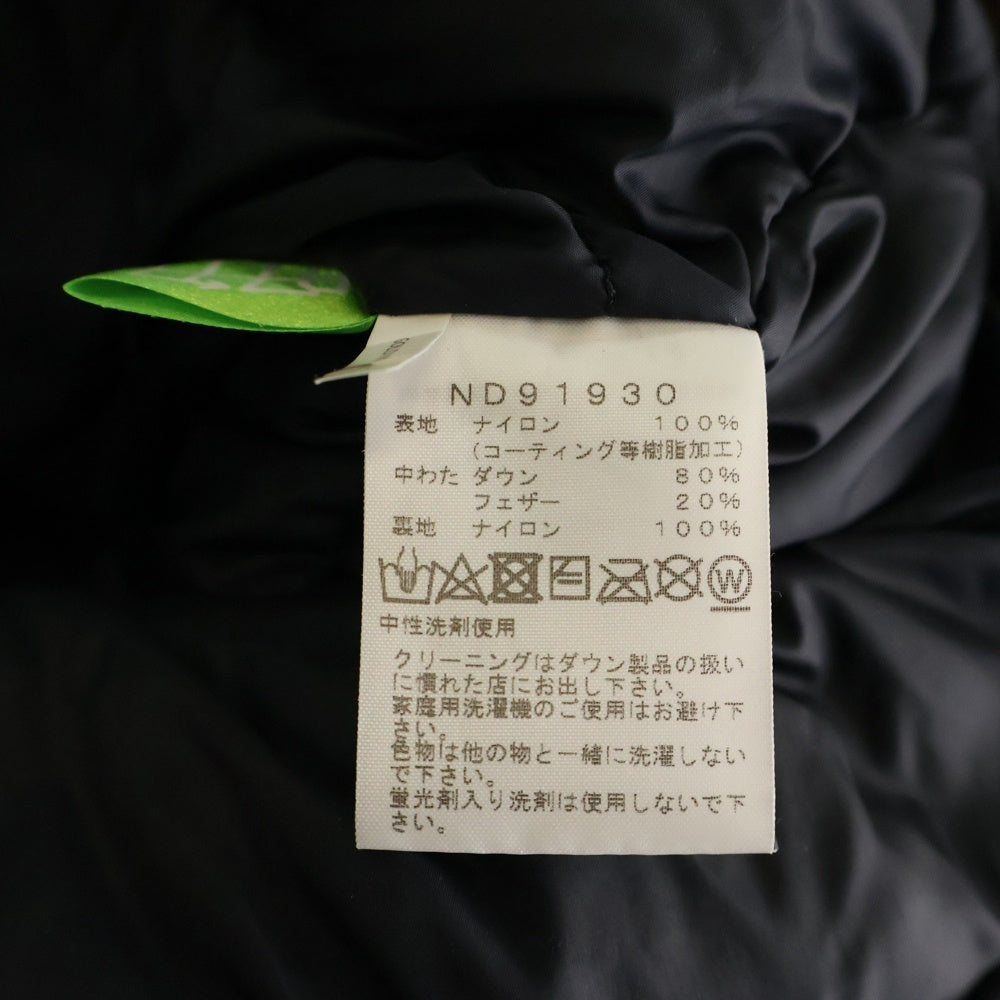 ND91930
表地 ナイロン 100%
(コーティング等樹脂加工)
中わた ダウン 80%
フェザー 20%
裏地 ナイロン 100%
W
中性洗剤使用
クリーニングはダウン製品の扱い
に慣れた店にお出し下さい。
家庭用洗濯機のご使用はお避け下
さい。
色物は他の物と一緒に洗濯しない
で下さい。
蛍光剤入り洗剤は使用しないで下
さい。